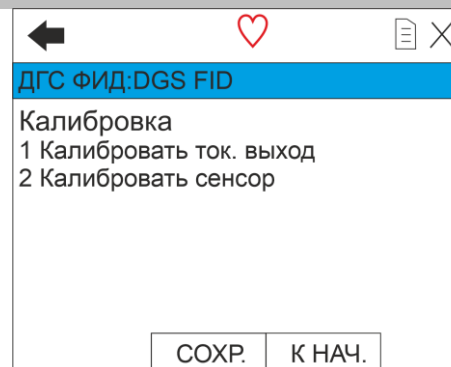 ДГС ФИД:DGS FID
Калибровка
1 Калибровать ток. выход
2 Калибровать сенсор
СОХР. К НАЧ.